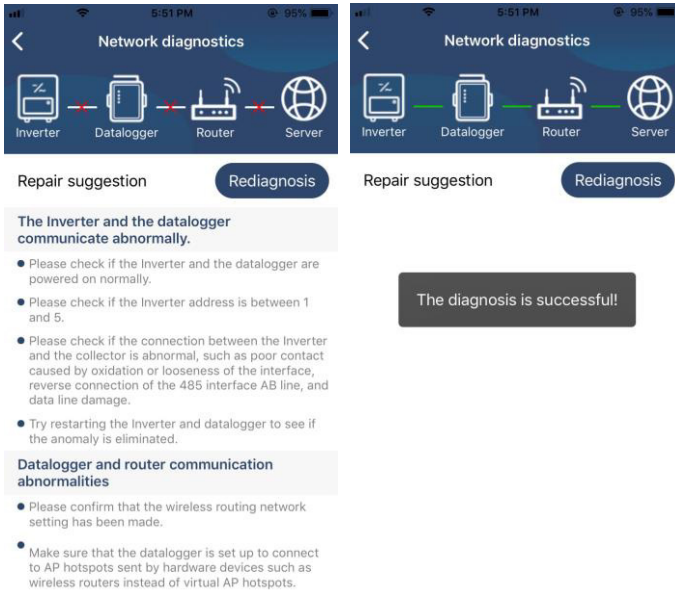 5:51 PM
95%
Network diagnostics
Inverter Datalogger Router Server
Repair suggestion
Rediagnosis
The Inverter and the datalogger
communicate abnormally.
Please check if the Inverter and the datalogger are
powered on normally.
Please check if the Inverter address is between 1
and 5.
Please check if the connection between the Inverter
and the collector is abnormal, such as poor contact
caused by oxidation or looseness of the interface,
reverse connection of the 485 interface AB line, and
data line damage.
Try restarting the Inverter and datalogger to see if
the anomaly is eliminated.
Datalogger and router communication
abnormalities
Please confirm that the wireless routing network
setting has been made.
Make sure that the datalogger is set up to connect
to AP hotspots sent by hardware devices such as
wireless routers instead of virtual AP hotspots.
5:51 PM
95%
Network diagnostics
Inverter Datalogger Router Server
Repair suggestion
Rediagnosis
The diagnosis is successful!